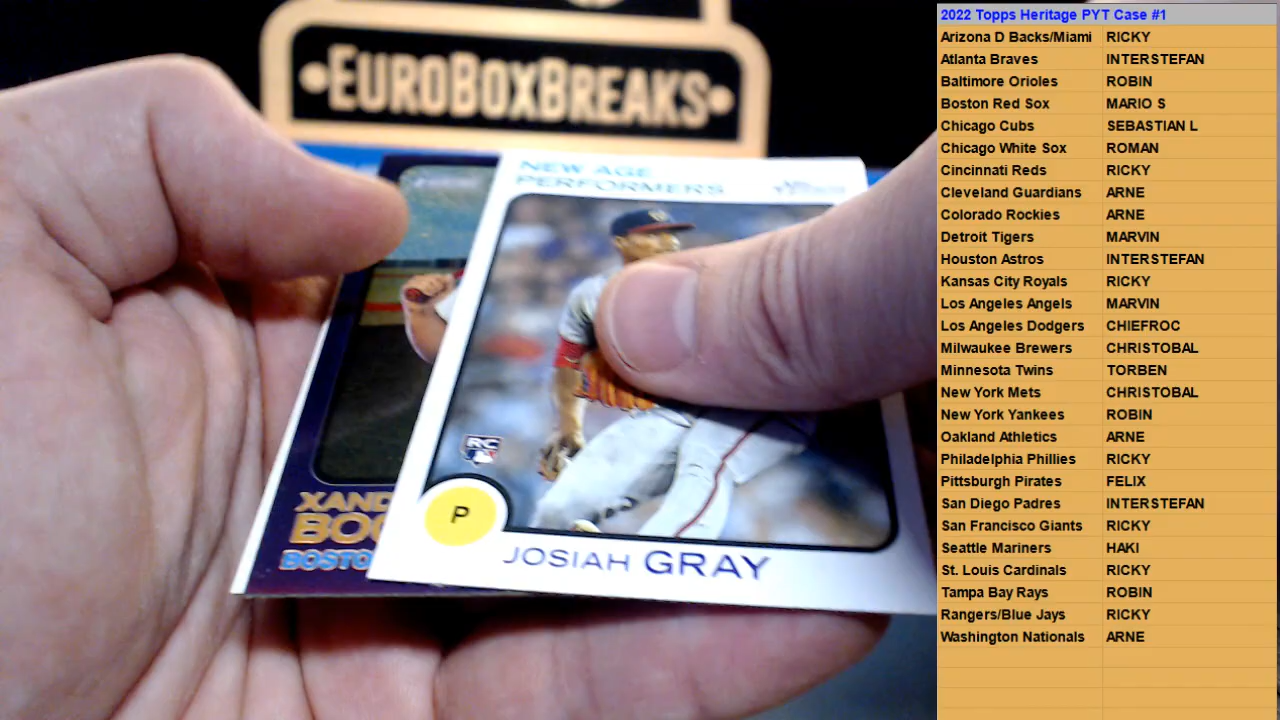 •EUROBOXBREAKS•
NEW AGE
PERFORMERS
RC
P
JOSIAH GRAY
XAND
BO
BOSTO
2022 Topps Heritage PYT Case #1
Arizona D Backs/Miami RICKY
Atlanta Braves INTERSTEFAN
Baltimore Orioles ROBIN
Boston Red Sox MARIO S
Chicago Cubs SEBASTIAN L
Chicago White Sox ROMAN
Cincinnati Reds RICKY
Cleveland Guardians ARNE
Colorado Rockies ARNE
Detroit Tigers MARVIN
Houston Astros INTERSTEFAN
Kansas City Royals RICKY
Los Angeles Angels MARVIN
Los Angeles Dodgers CHIEFROC
Milwaukee Brewers CHRISTOBAL
Minnesota Twins TORBEN
New York Mets CHRISTOBAL
New York Yankees ROBIN
Oakland Athletics ARNE
Philadelphia Phillies RICKY
Pittsburgh Pirates FELIX
San Diego Padres INTERSTEFAN
San Francisco Giants RICKY
Seattle Mariners HAKI
St. Louis Cardinals RICKY
Tampa Bay Rays ROBIN
Rangers/Blue Jays RICKY
Washington Nationals ARNE